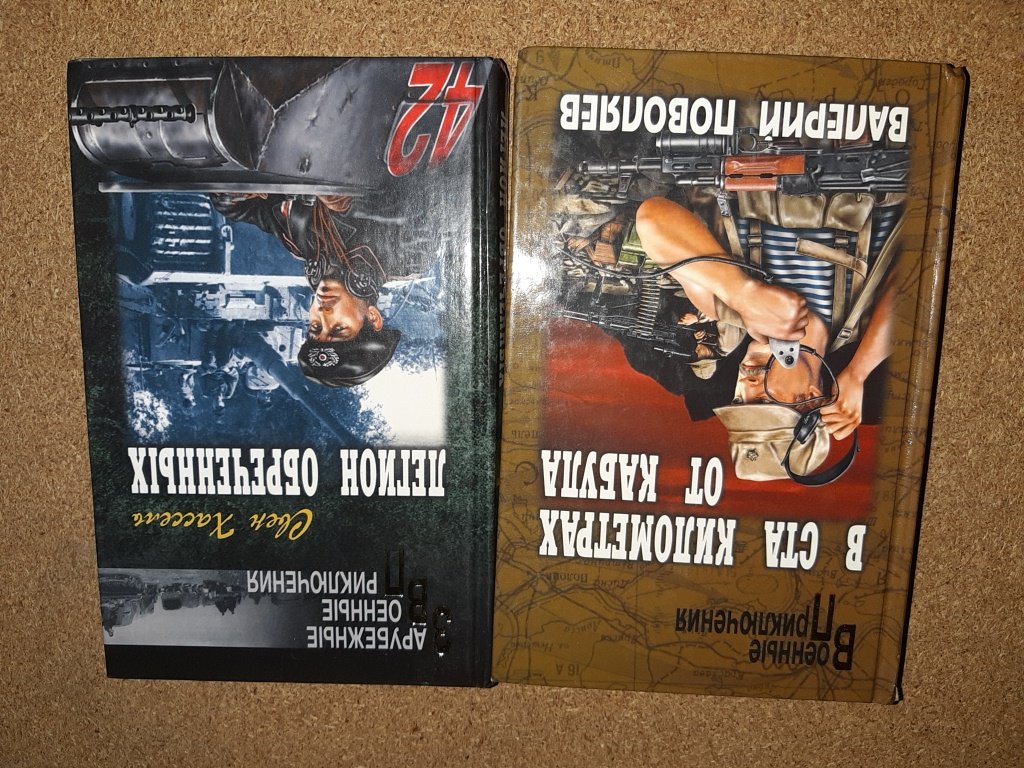 Зарубежные
Военные
Приключения
Свен Хассель
ЛЕГИОН ОБРЕЧЕННЫХ
42
Военные
Приключения
В СТА КИЛОМЕТРАХ
ОТ КАБУЛА
ВАЛЕРИЙ ПОВОЛЯЕВ